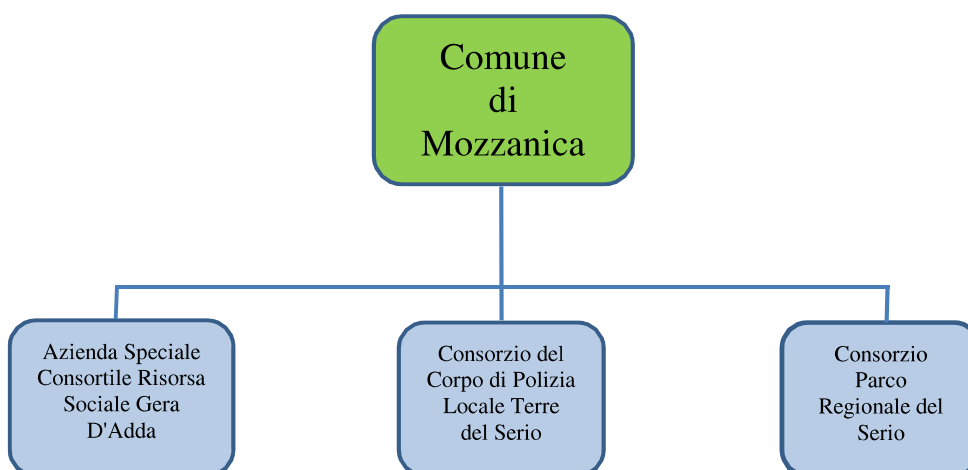 Comune
di
Mozzanica
Azienda Speciale
Consortile Risorsa
Sociale Gera
D'Adda
Consorzio del
Corpo di Polizia
Locale Terre
del Serio
Consorzio
Parco
Regionale del
Serio